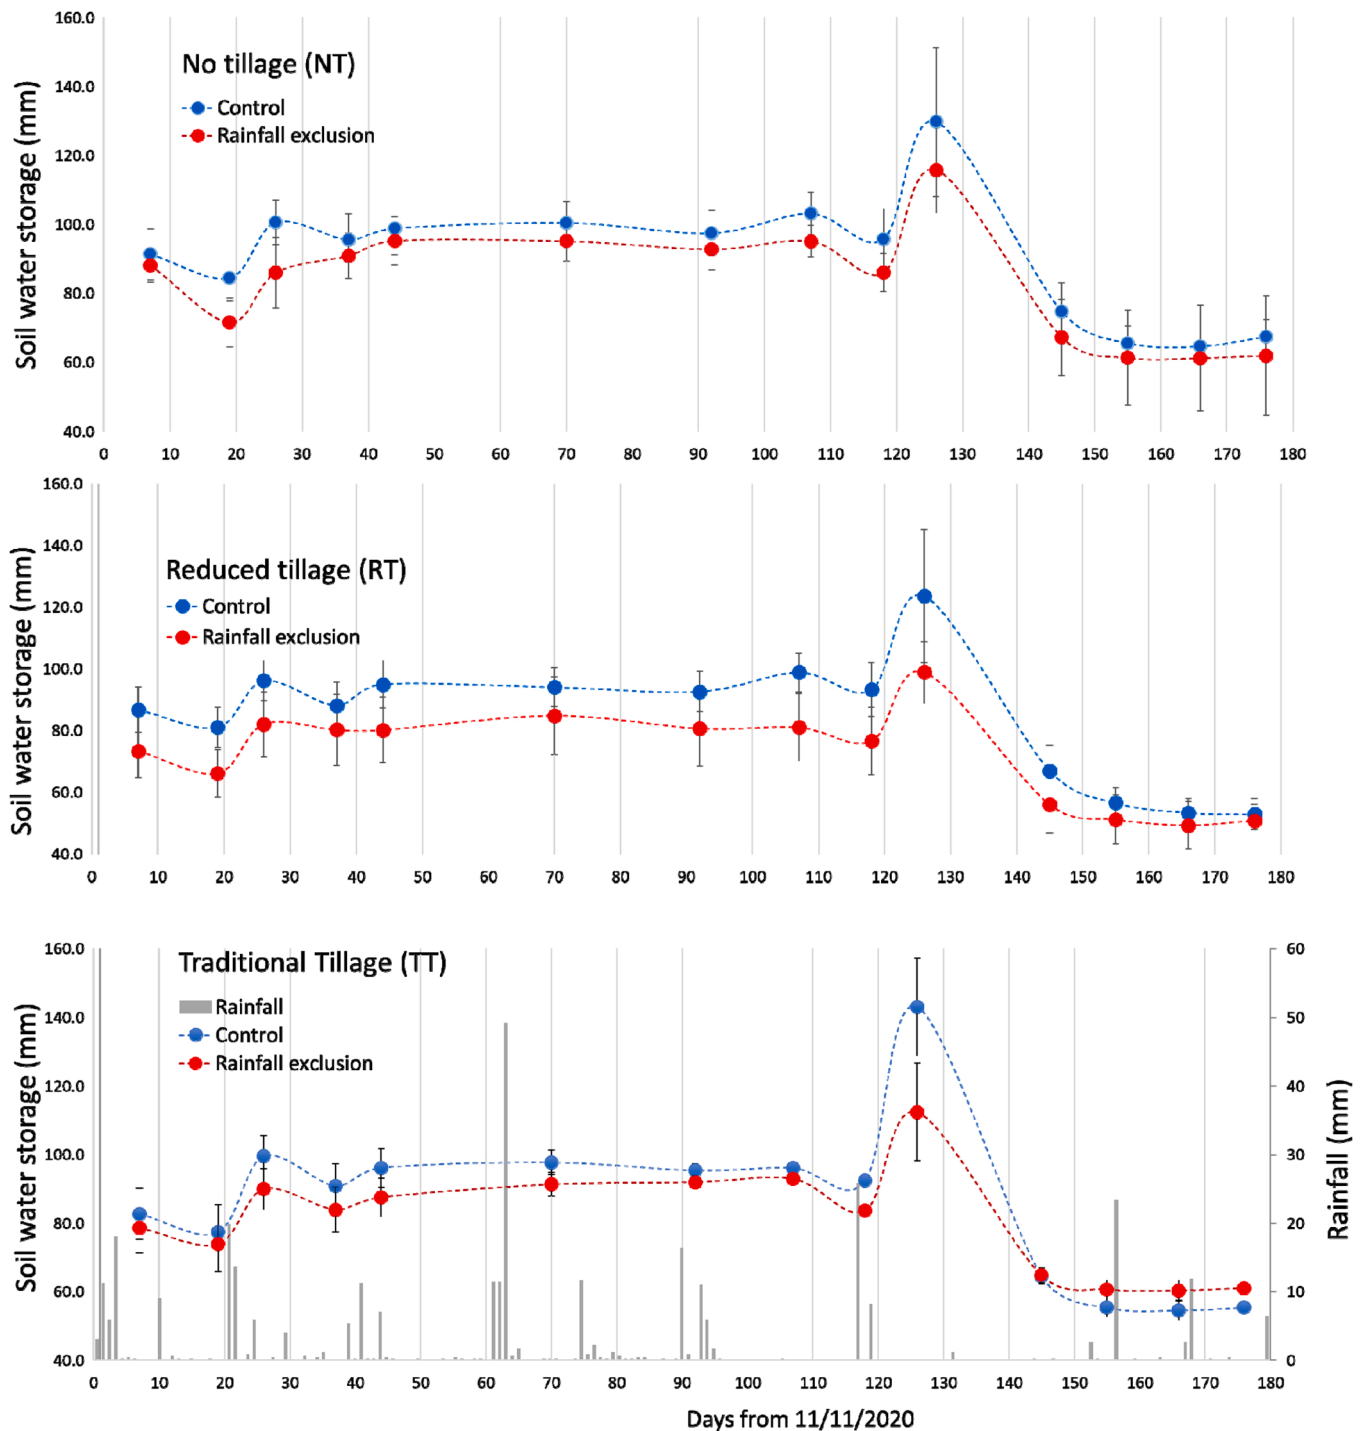 160.0
140.0
120.0
100.0
80.0
60.0
40.0
Soil water storage (mm)
No tillage (NT)
Control
Rainfall exclusion
0 10 20 30 40 50 60 70 80 90 100 110 120 130 140 150 160 170 180
160.0
140.0
120.0
100.0
80.0
60.0
40.0
Soil water storage (mm)
Reduced tillage (RT)
Control
Rainfall exclusion
0 10 20 30 40 50 60 70 80 90 100 110 120 130 140 150 160 170 180
160.0
140.0
120.0
100.0
80.0
60.0
40.0
Soil water storage (mm)
Traditional Tillage (TT)
Rainfall
Control
Rainfall exclusion
60
50
40
30
20
10
0
Rainfall (mm)
0 10 20 30 40 50 60 70 80 90 100 110 120 130 140 150 160 170 180
Days from 11/11/2020